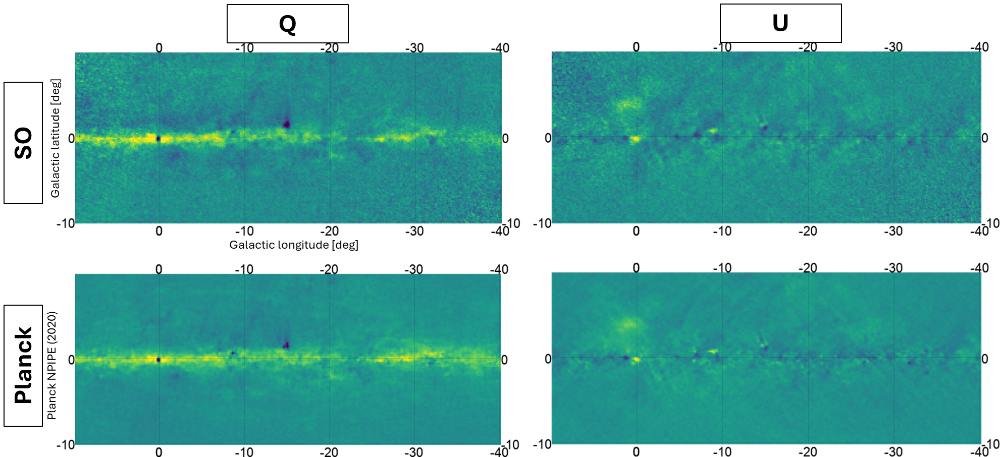 Q
U
0 -10 -20 -30 -40
0 -10 -20 -30 -40
SO
Galactic latitude [deg]
0 0
0 0
-10 -10
-10 -10
0 -10 -20 -30 -40
0 -10 -20 -30 -40
Galactic longitude [deg]
0 -10 -20 -30 -40
0 -10 -20 -30 -40
Planck
Planck NPIPE (2020)
0 0
0 0
-10 -10
-10 -10
0 -10 -20 -30 -40
0 -10 -20 -30 -40